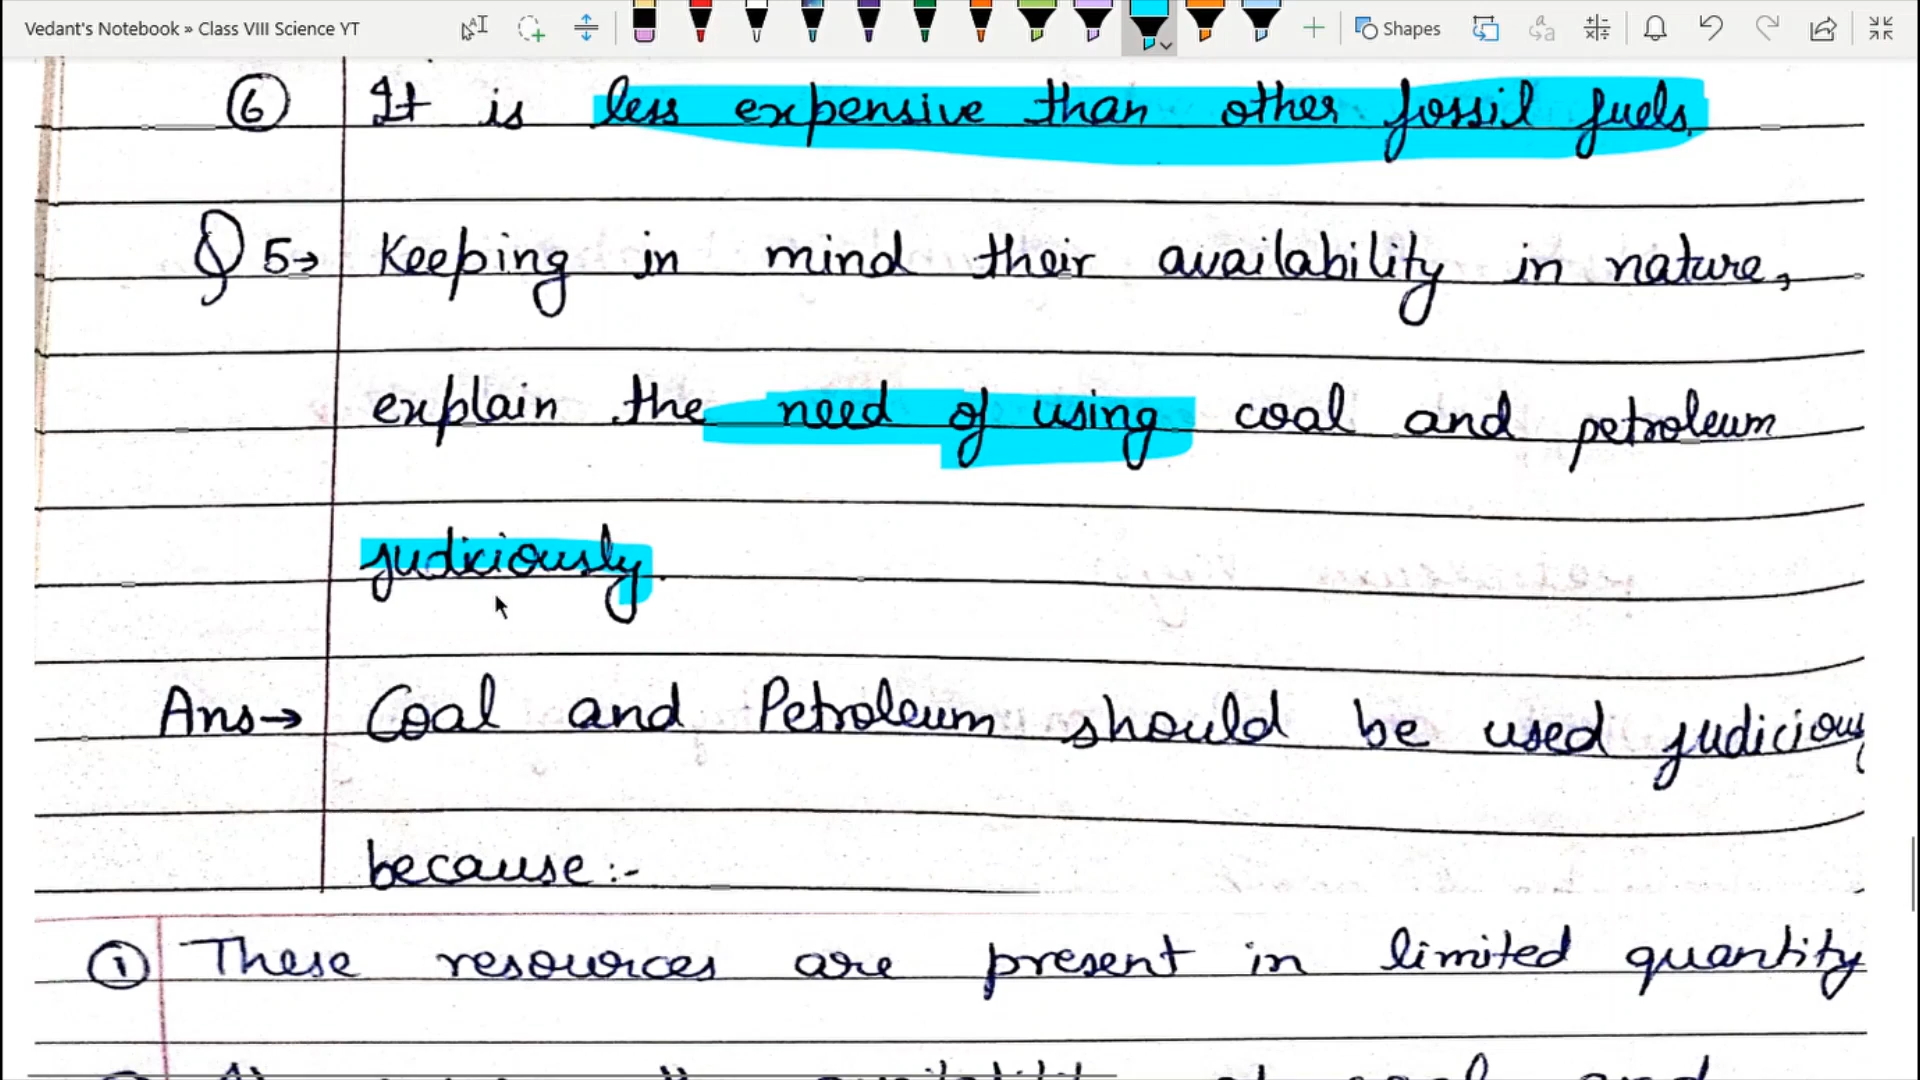 Vedant's Notebook » Class VIII Science YT
Shapes
⑥ It is less expensive than other fossil fuels.
Q 5→ Keeping in mind their availability in nature,
explain the need of using coal and petroleum
judiciously.
Ans→ Coal and Petroleum should be used judicious
because:-
① These resources are present in limited quantity